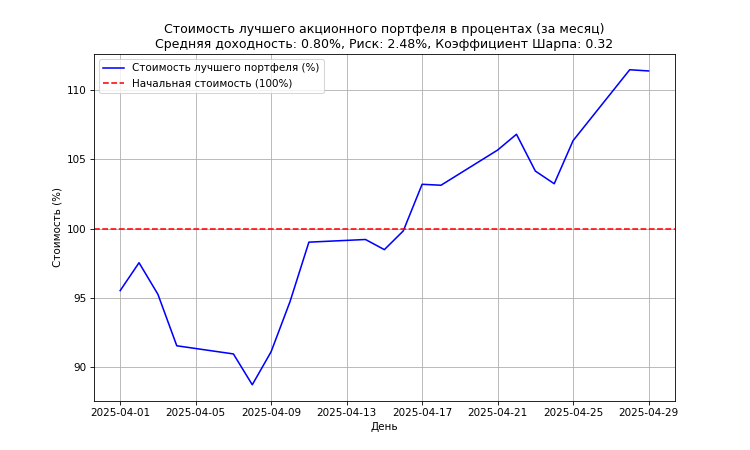 Стоимость лучшего акционного портфеля в процентах (за месяц)
Средняя доходность: 0.80%, Риск: 2.48%, Коэффициент Шарпа: 0.32
Стоимость лучшего портфеля (%)
Начальная стоимость (100%)
Стоимость (%)
110
105
100
95
90
2025-04-01 2025-04-05 2025-04-09 2025-04-13 2025-04-17 2025-04-21 2025-04-25 2025-04-29
День